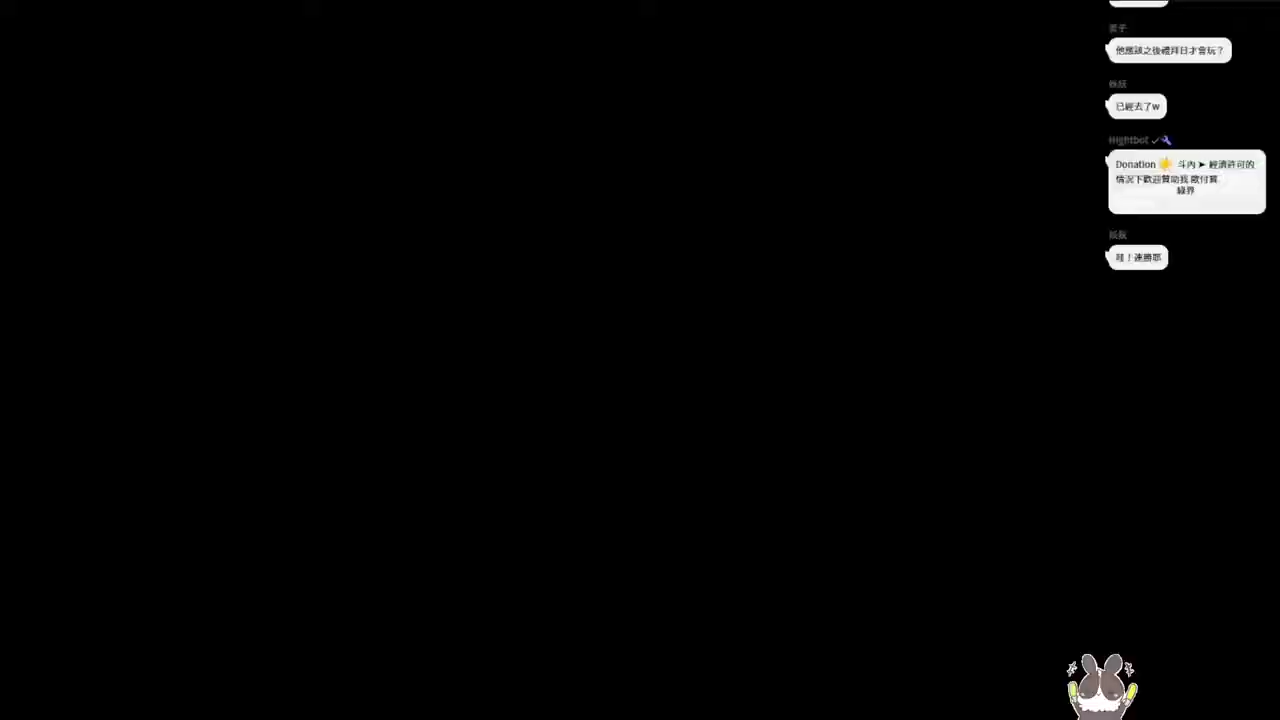 他應該之後禮拜日才會玩？
已經去了w
Nightbot
Donation 斗內 ➤ 經濟許可的
情況下歡迎贊助我 歐付寶
綠界
哇！連勝耶